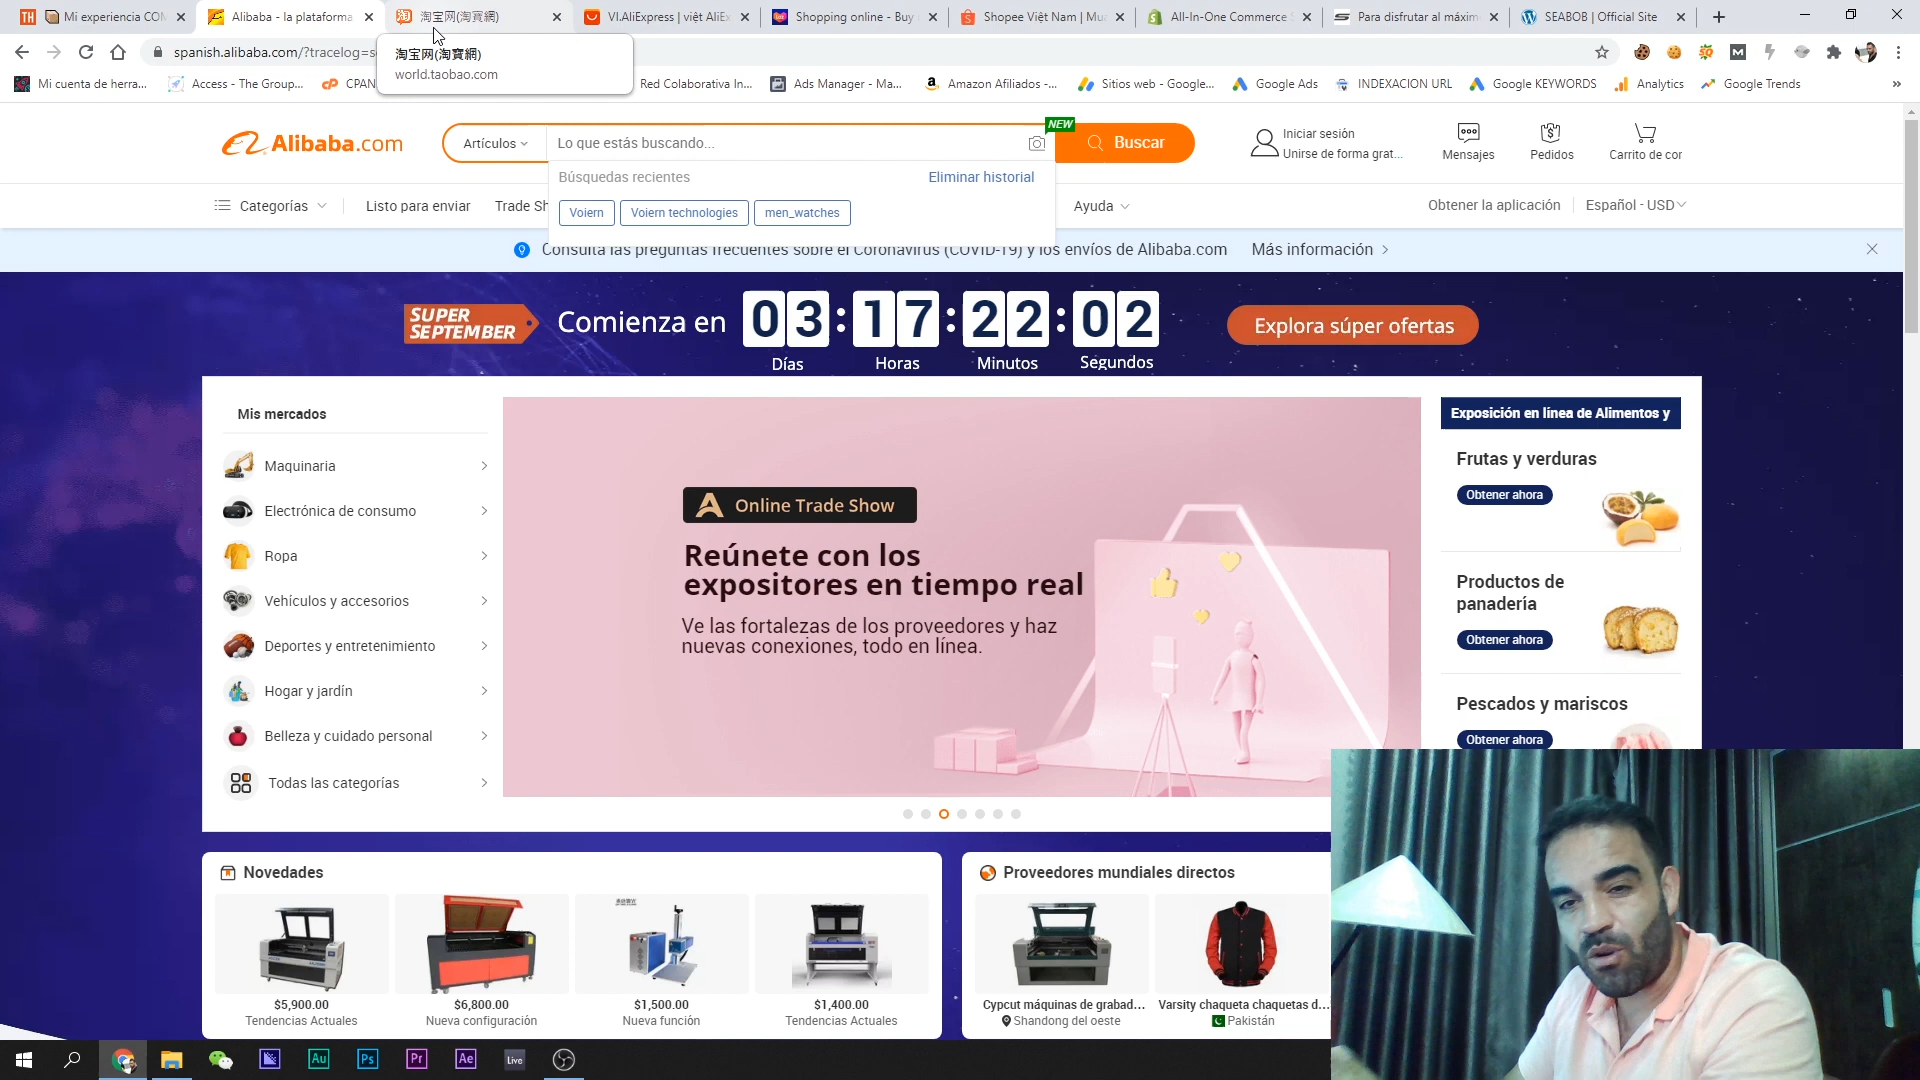 Mi experiencia COM
Alibaba - la plataforma
淘宝网(淘寶網)
VI.AliExpress | việt AliEx
Shopping online - Buy
Shopee Việt Nam | Mua
All-In-One Commerce S
Para disfrutar al máxim
SEABOB | Official Site
spanish.alibaba.com/?tracelog=s
淘宝网(淘寶網)
world.taobao.com
Mi cuenta de herra...
Access - The Group...
CPAN
Red Colaborativa In...
Ads Manager - Ma...
Amazon Afiliados -...
Sitios web - Google...
Google Ads
INDEXACION URL
Google KEYWORDS
Analytics
Google Trends
Alibaba.com
Artículos
Lo que estás buscando...
NEW
Buscar
Iniciar sesión
Unirse de forma grat...
Mensajes
Pedidos
Carrito de cor
Búsquedas recientes
Eliminar historial
Voiern
Voiern technologies
men_watches
Categorías
Listo para enviar
Trade Sh
Ayuda
Obtener la aplicación
Español - USD
Consulta las preguntas frecuentes sobre el Coronavirus (COVID-19) y los envíos de Alibaba.com
Más información
SUPER
SEPTEMBER
Comienza en
03:17:22:02
Días
Horas
Minutos
Segundos
Explora súper ofertas
Mis mercados
Maquinaria
Electrónica de consumo
Ropa
Vehículos y accesorios
Deportes y entretenimiento
Hogar y jardín
Belleza y cuidado personal
Todas las categorías
Online Trade Show
Reúnete con los
expositores en tiempo real
Ve las fortalezas de los proveedores y haz
nuevas conexiones, todo en línea.
Exposición en línea de Alimentos y
Frutas y verduras
Obtener ahora
Productos de
panadería
Obtener ahora
Pescados y mariscos
Obtener ahora
Novedades
$5,900.00
Tendencias Actuales
$6,800.00
Nueva configuración
$1,500.00
Nueva función
$1,400.00
Tendencias Actuales
Proveedores mundiales directos
Cypcut máquinas de grabad...
Shandong del oeste
Varsity chaqueta chaquetas d...
Pakistán
Au
Ps
Pr
Ae
Live